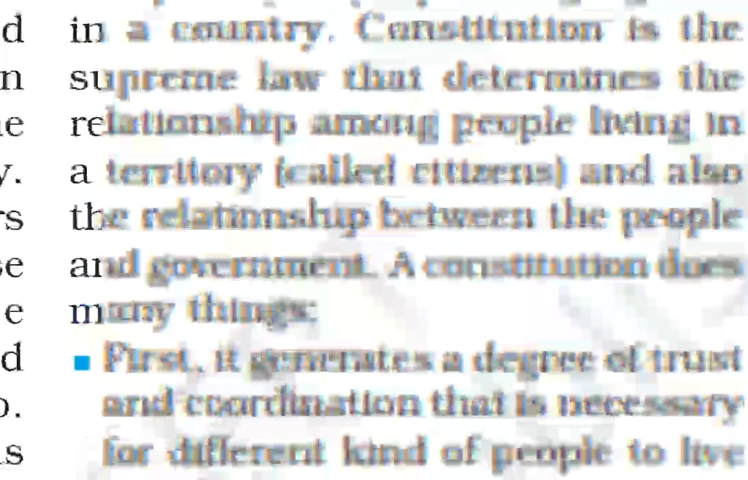 in a country. Constitution is the
supreme law that determines the
relationship among people living in
a territory (called citizens) and also
the relationship between the people
and government. A constitution does
many things:
First, it generates a degree of trust
and coordination that is necessary
for different kind of people to live